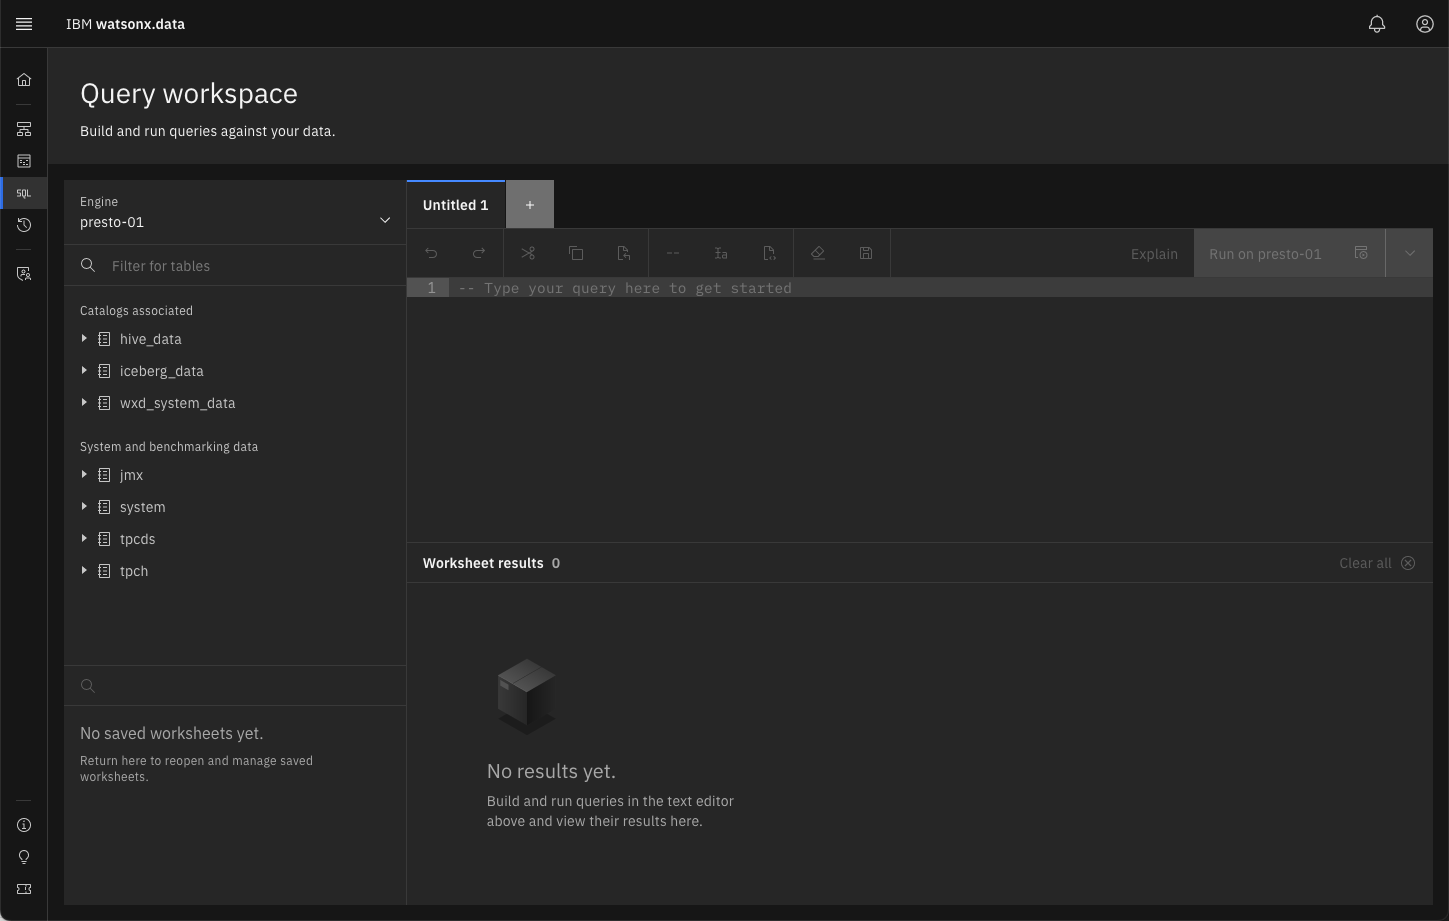 IBM watsonx.data
Query workspace
Build and run queries against your data.
SQL
Engine
presto-01
Filter for tables
Catalogs associated
hive_data
iceberg_data
wxd_system_data
System and benchmarking data
jmx
system
tpcds
tpch
No saved worksheets yet.
Return here to reopen and manage saved
worksheets.
Untitled 1
+
Explain
Run on presto-01
1 -- Type your query here to get started
Worksheet results 0
Clear all
No results yet.
Build and run queries in the text editor
above and view their results here.